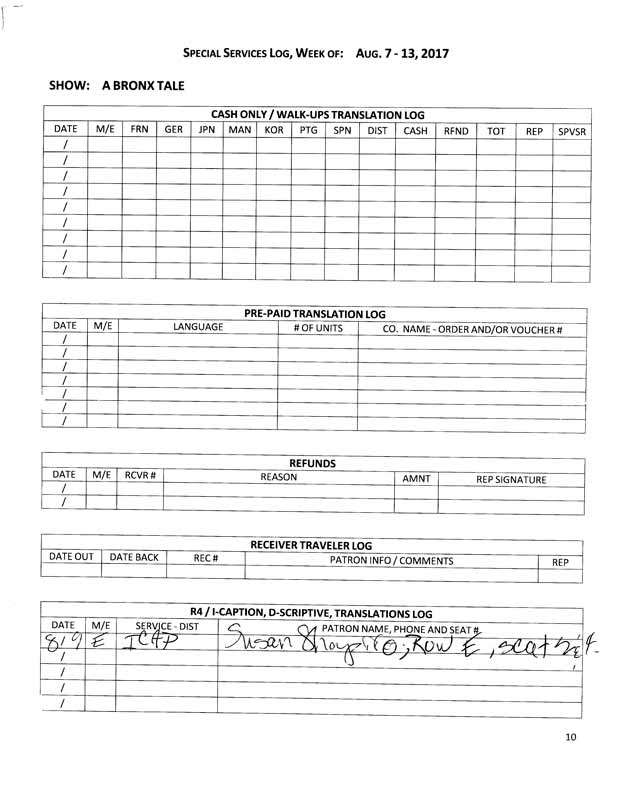 SPECIAL SERVICES LOG, WEEK OF: AUG. 7 - 13, 2017
SHOW: A BRONX TALE
CASH ONLY / WALK-UPS TRANSLATION LOG
DATE M/E FRN GER JPN MAN KOR PTG SPN DIST CASH RFND TOT REP SPVSR
/
/
/
/
/
/
/
/
/
PRE-PAID TRANSLATION LOG
DATE M/E LANGUAGE # OF UNITS CO. NAME - ORDER AND/OR VOUCHER #
/
/
/
/
/
/
/
REFUNDS
DATE M/E RCVR # REASON AMNT REP SIGNATURE
/
/
RECEIVER TRAVELER LOG
DATE OUT DATE BACK REC # PATRON INFO / COMMENTS REP
R4 / I-CAPTION, D-SCRIPTIVE, TRANSLATIONS LOG
DATE M/E SERVICE - DIST PATRON NAME, PHONE AND SEAT #
8/9 E ICAP Susan Shapiro, Row E, seat
/
/
/
10